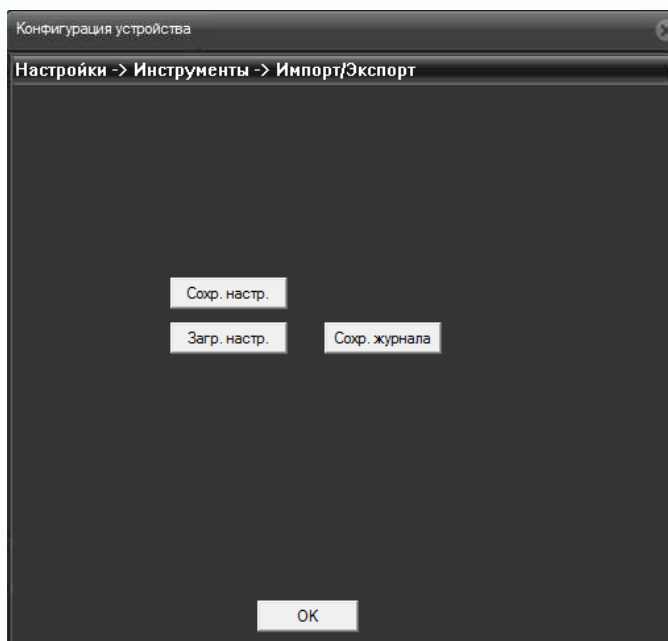 Конфигурация устройства
Настройки -> Инструменты -> Импорт/Экспорт
Сохр. настр.
Загр. настр.
Сохр. журнала
OK